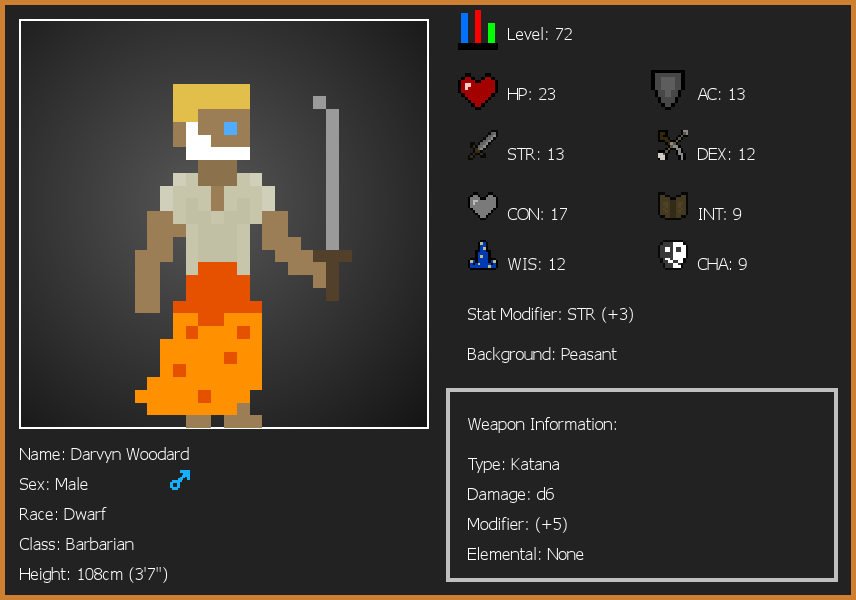 Level: 72
HP: 23
AC: 13
STR: 13
DEX: 12
CON: 17
INT: 9
WIS: 12
CHA: 9
Stat Modifier: STR (+3)
Background: Peasant
Weapon Information:
Type: Katana
Damage: d6
Modifier: (+5)
Elemental: None
Name: Darvyn Woodard
Sex: Male
Race: Dwarf
Class: Barbarian
Height: 108cm (3'7")